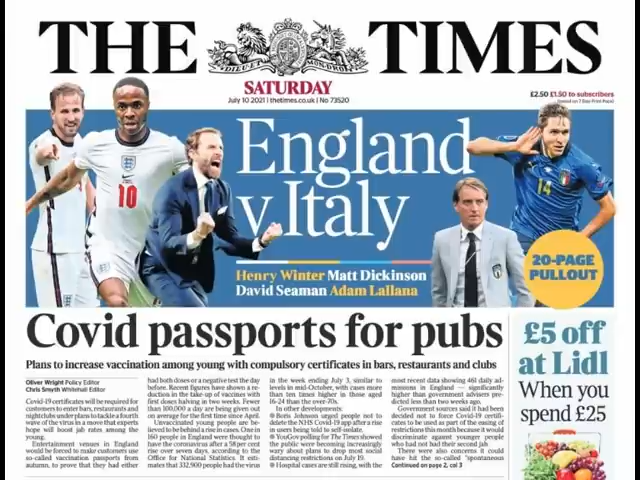 THE TIMES
DIEU ET MON DROIT
SATURDAY
July 10 2021 | thetimes.co.uk | No 73520
£2.50 £1.50 to subscribers
(based on 7 Day Print Pack)
England
v Italy
10
14
Henry Winter Matt Dickinson
David Seaman Adam Lallana
20-PAGE
PULLOUT
Covid passports for pubs
Plans to increase vaccination among young with compulsory certificates in bars, restaurants and clubs
Oliver Wright Policy Editor
Chris Smyth Whitehall Editor
Covid-19 certificates will be required for
customers to enter bars, restaurants and
nightclubs under plans to tackle a fourth
wave of the virus in a move that experts
hope will boost jab rates among the
young.
Entertainment venues in England
would be forced to make customers use
so-called vaccination passports from
autumn, to prove that they had either
had both doses or a negative test the day
before. Recent figures have shown a re-
duction in the take-up of vaccines with
first doses halving in two weeks. Fewer
than 100,000 a day are being given out
on average for the first time since April.
Unvaccinated young people are be-
lieved to be behind a rise in cases. One in
160 people in England were thought to
have the coronavirus after a 58 per cent
rise over seven days, according to the
Office for National Statistics. It esti-
mates that 332,900 people had the virus
in the week ending July 3, similar to
levels in mid-October, with cases more
than ten times higher in those aged
16-24 than the over-70s.
In other developments:
● Boris Johnson urged people not to
delete the NHS Covid-19 app after a rise
in users being told to self-isolate.
● YouGov polling for The Times showed
the public were becoming increasingly
wary about plans to drop most social
distancing restrictions on July 19.
● Hospital cases are still rising, with the
most recent data showing 461 daily ad-
missions in England — significantly
higher than government advisers pre-
dicted less than two weeks ago.
Government sources said it had been
decided not to force Covid-19 certifi-
cates to be used as part of the easing of
restrictions this month because it would
discriminate against younger people
who had not had their second jab.
There were also concerns it could
have hit the so-called "spontaneous
Continued on page 2, col 3
£5 off
at Lidl
When you
spend £25